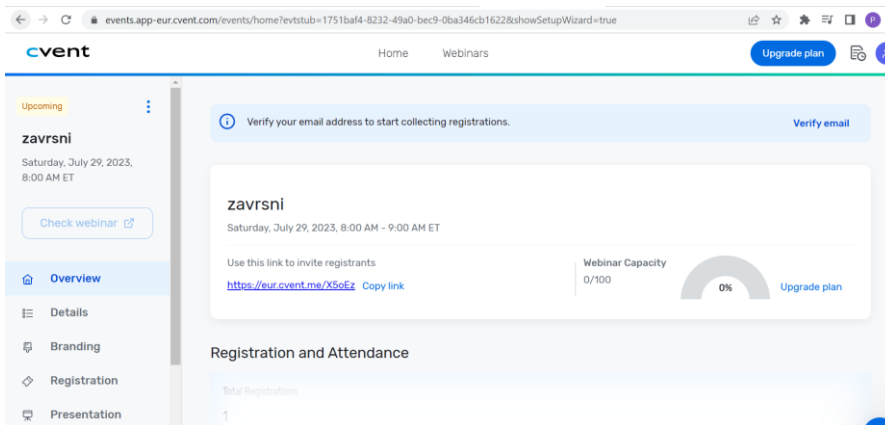 events.app-eur.cvent.com/events/home?evtstub=1751baf4-8232-49a0-bec9-0ba346cb1622&showSetupWizard=true
P
cvent
Home
Webinars
Upgrade plan
Upcoming
zavrsni
Saturday, July 29, 2023,
8:00 AM ET
Check webinar
Overview
Details
Branding
Registration
Presentation
Verify your email address to start collecting registrations.
Verify email
zavrsni
Saturday, July 29, 2023, 8:00 AM - 9:00 AM ET
Use this link to invite registrants
https://eur.cvent.me/X5oEz Copy link
Webinar Capacity
0/100
0%
Upgrade plan
Registration and Attendance
Total Registrations
1